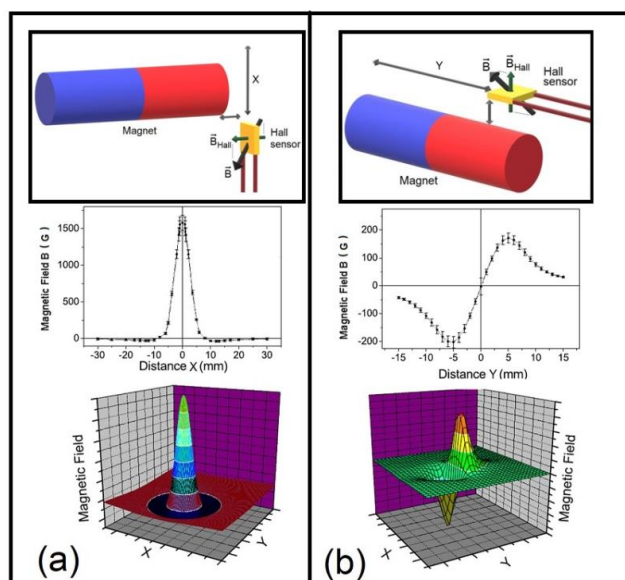 X
Magnet
B Hall
B
Hall
sensor
Magnetic Field B ( G )
1500
1000
500
0
-30 -20 -10 0 10 20 30
Distance X (mm)
Magnetic Field
X
Y
(a)
Y
B
B Hall
Hall
sensor
Magnet
Magnetic Field B ( G )
200
100
0
-100
-200
-15 -10 -5 0 5 10 15
Distance Y (mm)
Magnetic Field
X
Y
(b)